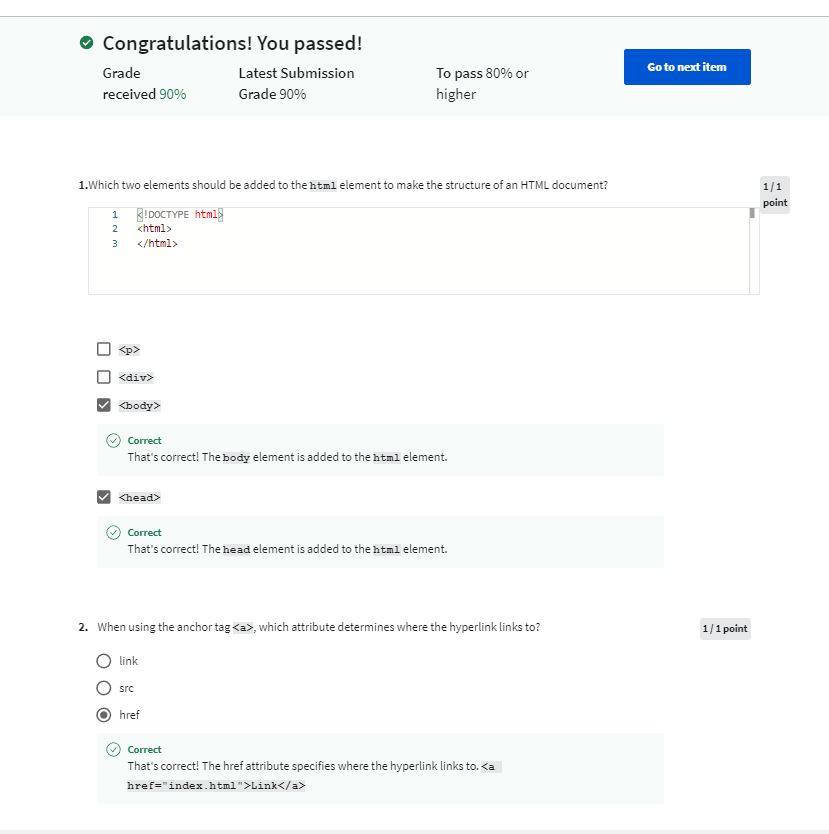 Congratulations! You passed!
Grade received 90%
Latest Submission Grade 90%
To pass 80% or higher
Go to next item
1.Which two elements should be added to the html element to make the structure of an HTML document?
1 / 1 point
1 <!DOCTYPE html>
2 <html>
3 </html>
<p>
<div>
<body>
Correct
That's correct! The body element is added to the html element.
<head>
Correct
That's correct! The head element is added to the html element.
2. When using the anchor tag <a>, which attribute determines where the hyperlink links to?
1 / 1 point
link
src
href
Correct
That's correct! The href attribute specifies where the hyperlink links to. <a
href="index.html">Link</a>